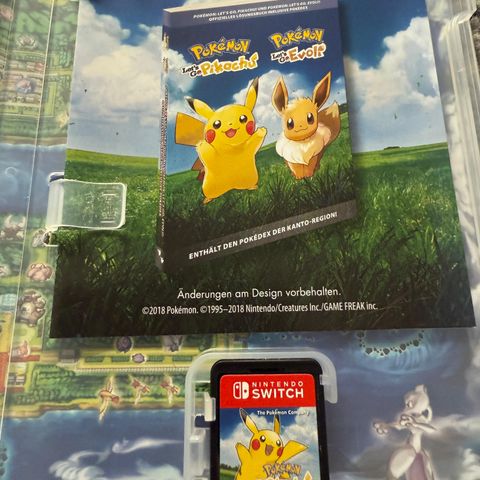 POKÉMON: LET'S GO, PIKACHU! UND POKÉMON: LET'S GO, EVOLI!
OFFIZIELLES LÖSUNGSBUCH INKLUSIVE POKÉDEX
POKÉMON
Let's Go Pikachu!
POKÉMON
Let's Go Evoli!
ENTHÄLT DEN POKÉDEX DER KANTO-REGION!
Änderungen am Design vorbehalten.
©2018 Pokémon. ©1995–2018 Nintendo/Creatures Inc./GAME FREAK inc.
NINTENDO
SWITCH
The Pokémon Company
POKÉMON